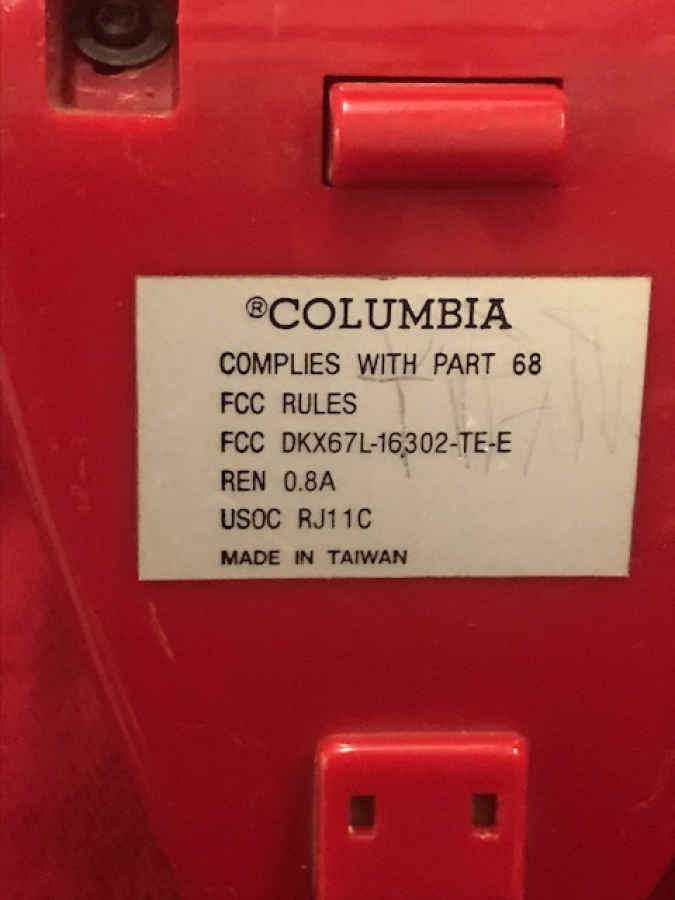 ®COLUMBIA
COMPLIES WITH PART 68
FCC RULES
FCC DKX67L-16302-TE-E
REN 0.8A
USOC RJ11C
MADE IN TAIWAN